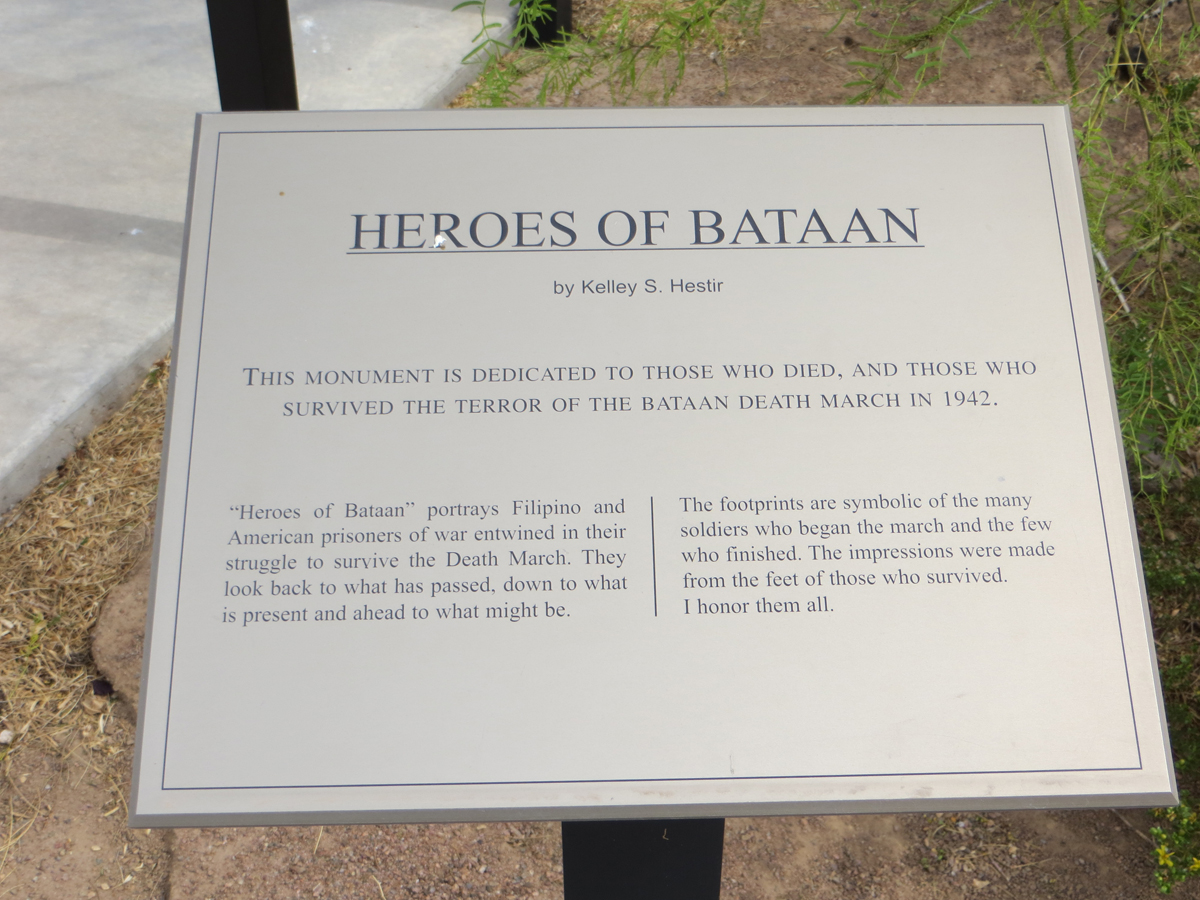 HEROES OF BATAAN
by Kelley S. Hestir
THIS MONUMENT IS DEDICATED TO THOSE WHO DIED, AND THOSE WHO
SURVIVED THE TERROR OF THE BATAAN DEATH MARCH IN 1942.
“Heroes of Bataan” portrays Filipino and
American prisoners of war entwined in their
struggle to survive the Death March. They
look back to what has passed, down to what
is present and ahead to what might be.
The footprints are symbolic of the many
soldiers who began the march and the few
who finished. The impressions were made
from the feet of those who survived.
I honor them all.